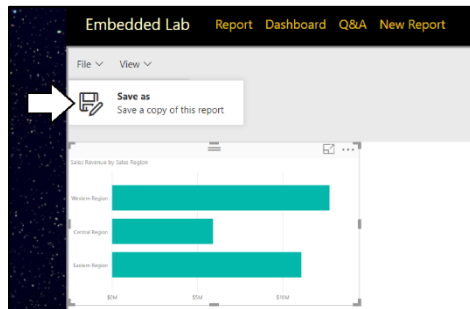 Embedded Lab Report Dashboard Q&A New Report
File View
Save as
Save a copy of this report
Sales Revenue by Sales Region
Western Region
Central Region
Eastern Region
$0M $5M $10M